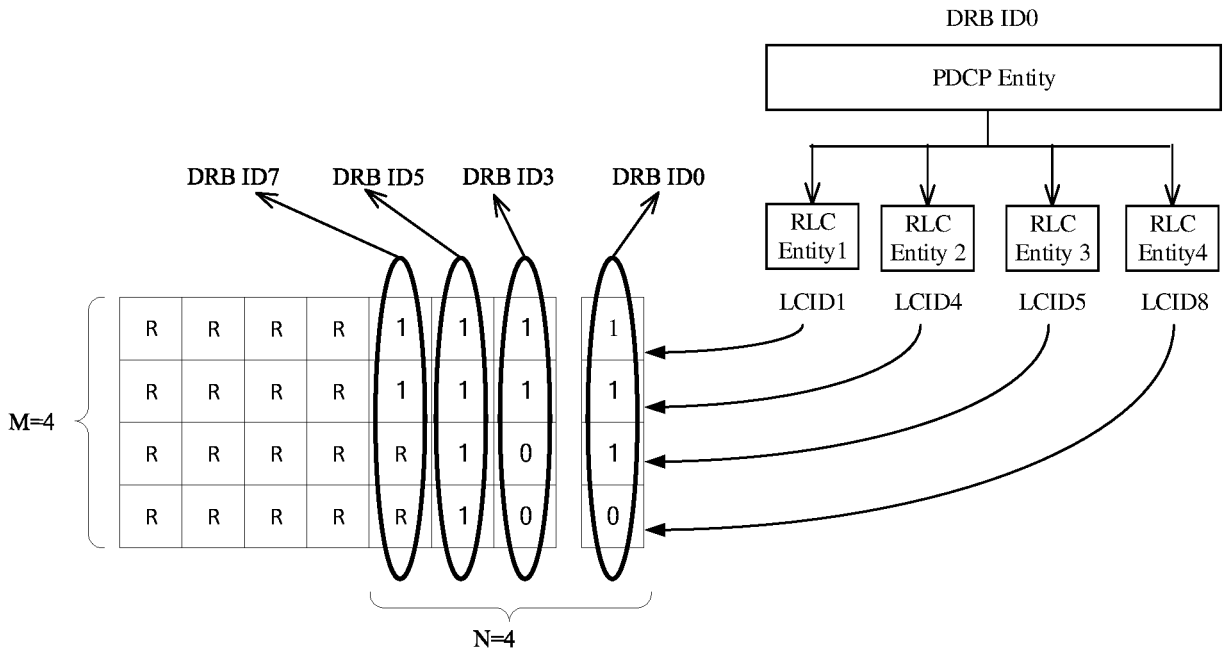 DRB ID0
PDCP Entity
DRB ID7 DRB ID5 DRB ID3 DRB ID0
RLC Entity1
RLC Entity 2
RLC Entity 3
RLC Entity4
LCID1 LCID4 LCID5 LCID8
R R R R 1 1 1 1
R R R R 1 1 1 1
M=4
R R R R R 1 0 1
R R R R R 1 0 0
N=4